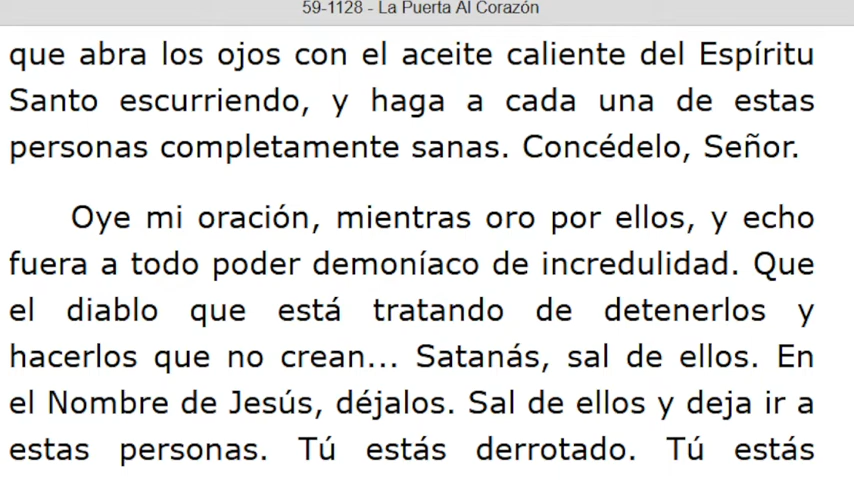 59-1128 - La Puerta Al Corazón
que abra los ojos con el aceite caliente del Espíritu
Santo escurriendo, y haga a cada una de estas
personas completamente sanas. Concédelo, Señor.
Oye mi oración, mientras oro por ellos, y echo
fuera a todo poder demoníaco de incredulidad. Que
el diablo que está tratando de detenerlos y
hacerlos que no crean... Satanás, sal de ellos. En
el Nombre de Jesús, déjalos. Sal de ellos y deja ir a
estas personas. Tú estás derrotado. Tú estás